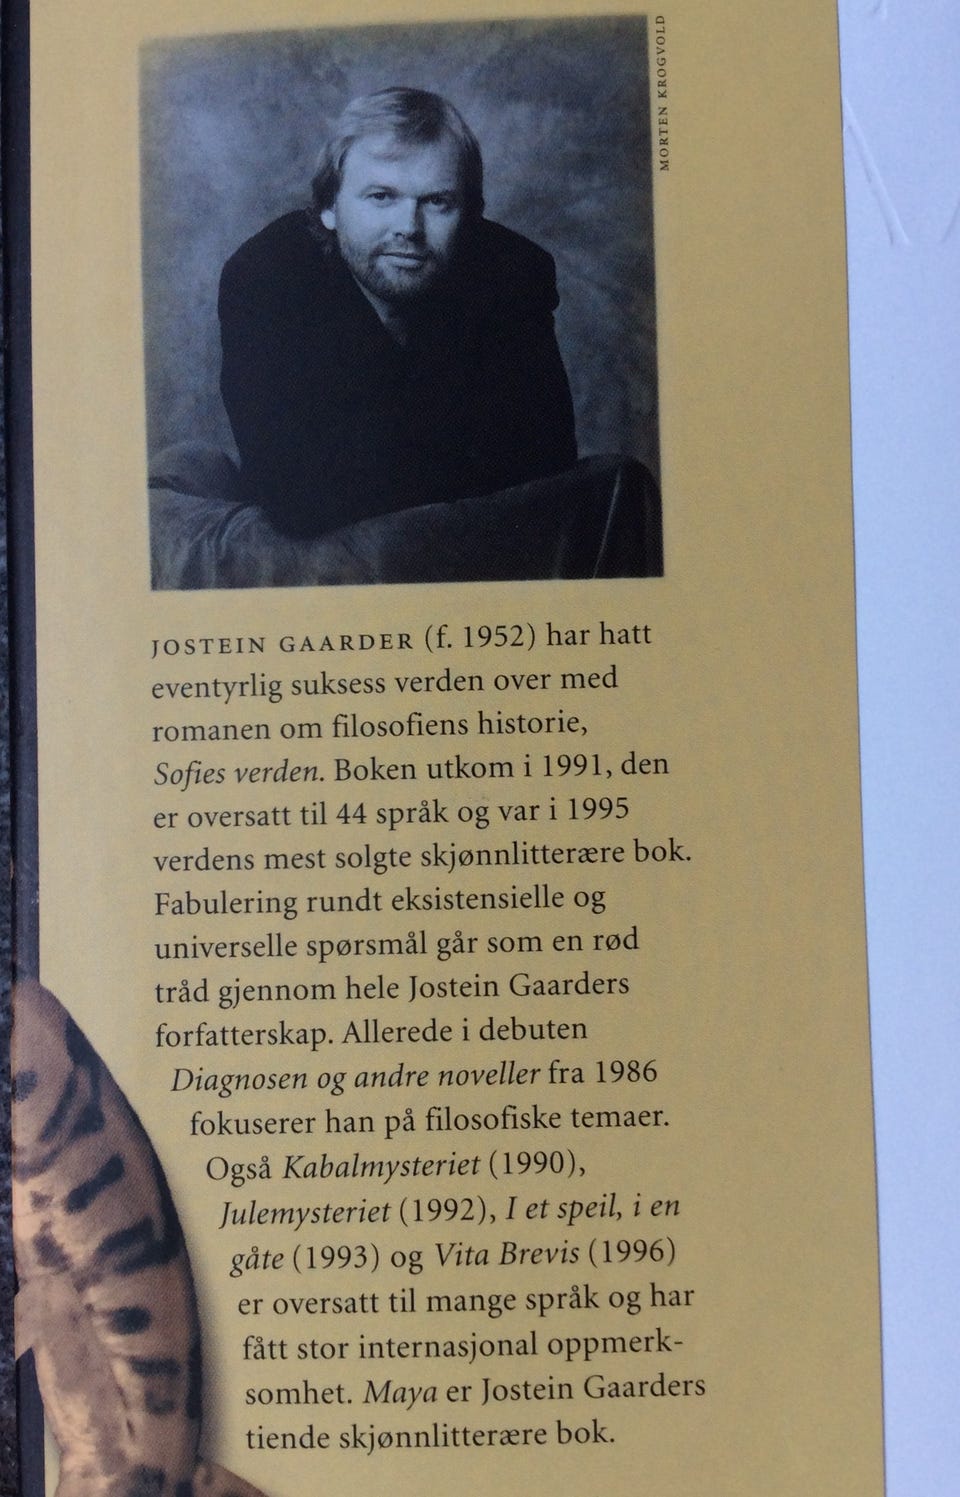 MORTEN KROGVOLD
JOSTEIN GAARDER (f. 1952) har hatt
eventyrlig suksess verden over med
romanen om filosofiens historie,
Sofies verden. Boken utkom i 1991, den
er oversatt til 44 språk og var i 1995
verdens mest solgte skjønnlitterære bok.
Fabulering rundt eksistensielle og
universelle spørsmål går som en rød
tråd gjennom hele Jostein Gaarders
forfatterskap. Allerede i debuten
Diagnosen og andre noveller fra 1986
fokuserer han på filosofiske temaer.
Også Kabalmysteriet (1990),
Julemysteriet (1992), I et speil, i en
gåte (1993) og Vita Brevis (1996)
er oversatt til mange språk og har
fått stor internasjonal oppmerk-
somhet. Maya er Jostein Gaarders
tiende skjønnlitterære bok.